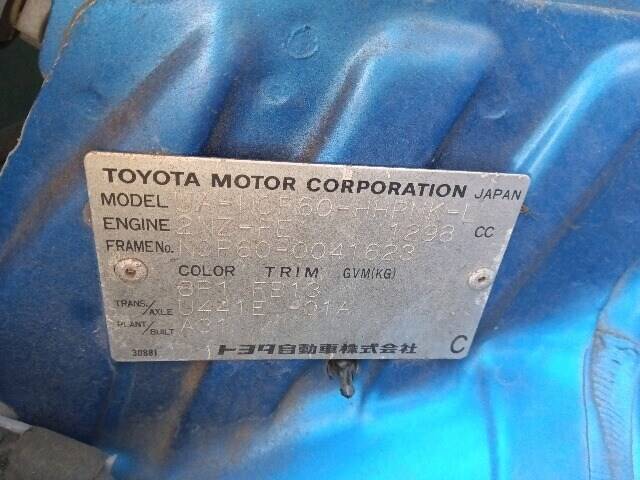 TOYOTA MOTOR CORPORATION JAPAN
MODEL UA-NCP60-AHPNK-L
ENGINE 2NZ-FE 1298 CC
FRAME No. NCP60-0041623
COLOR TRIM GVM(KG)
8P1 FB13
TRANS./AXLE U441E -01A
PLANT/BUILT A31
30881 トヨタ自動車株式会社 C